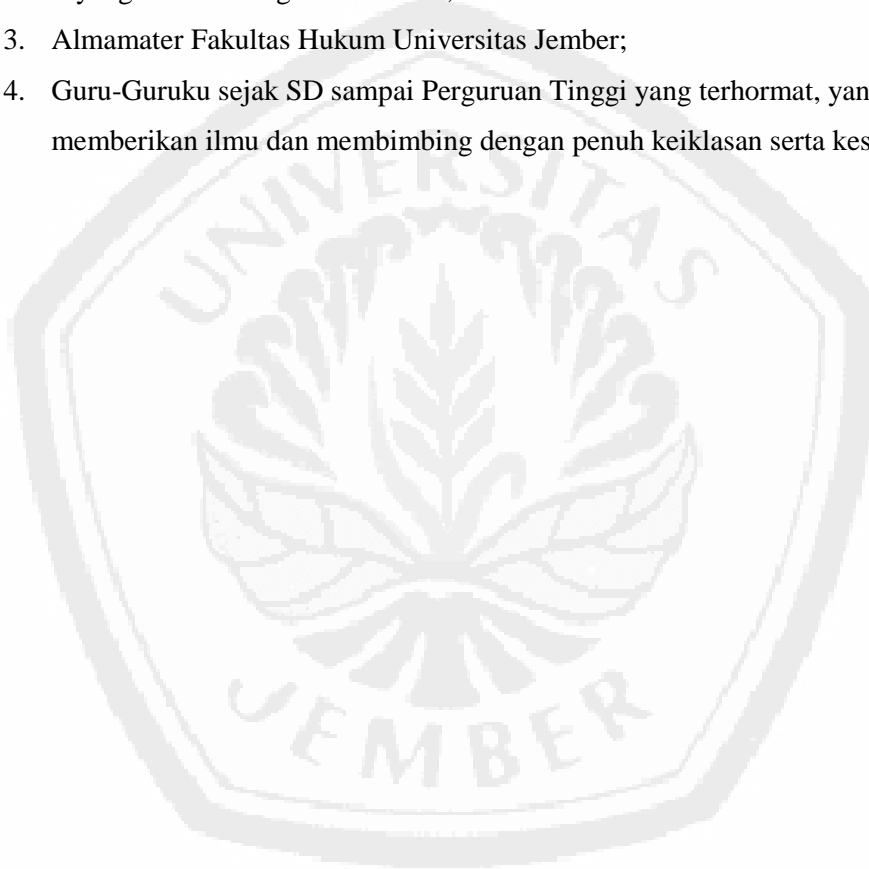 3. Almamater Fakultas Hukum Universitas Jember;
4. Guru-Guruku sejak SD sampai Perguruan Tinggi yang terhormat,
memberikan ilmu dan membimbing dengan penuh keiklasan serta
UNIVERSITAS
JEMBER